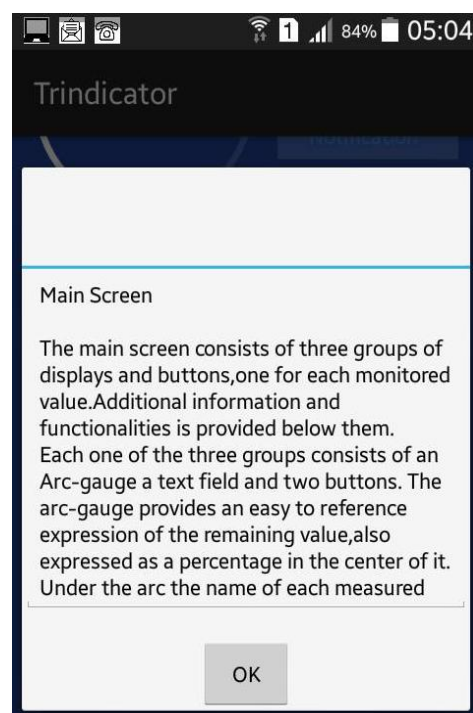 1 84% 05:04
Trindicator
Notification
Main Screen
The main screen consists of three groups of
displays and buttons,one for each monitored
value.Additional information and
functionalities is provided below them.
Each one of the three groups consists of an
Arc-gauge a text field and two buttons. The
arc-gauge provides an easy to reference
expression of the remaining value,also
expressed as a percentage in the center of it.
Under the arc the name of each measured
OK